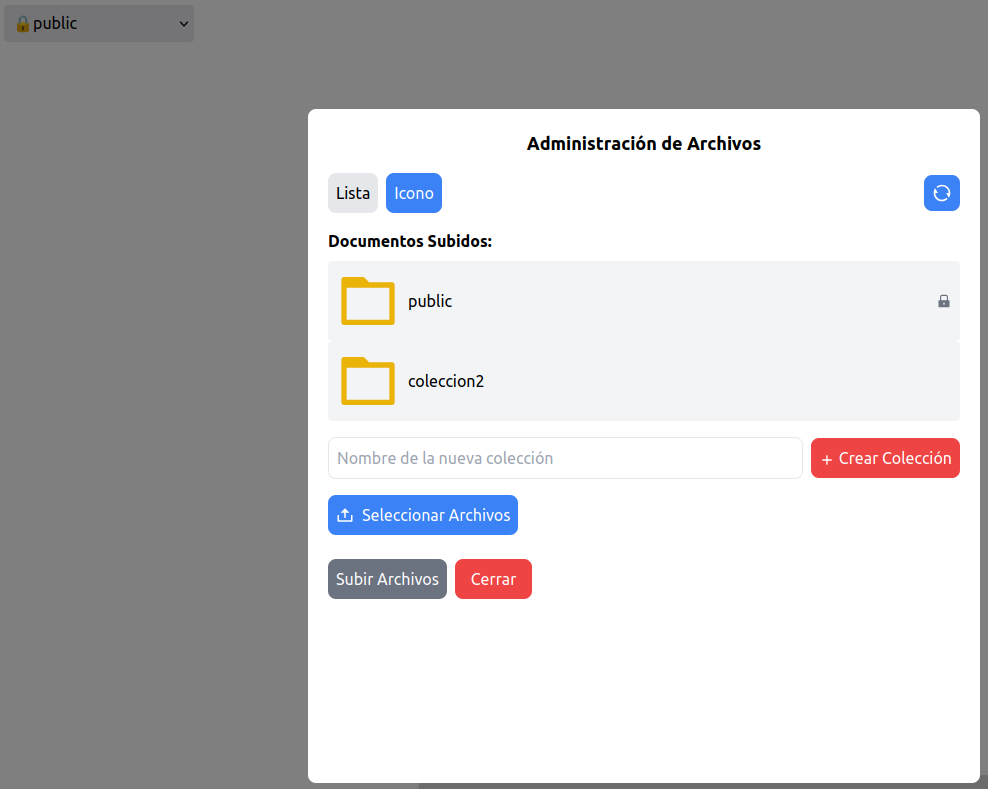 🔒public
Administración de Archivos
Lista Icono
Documentos Subidos:
public
coleccion2
Nombre de la nueva colección + Crear Colección
Seleccionar Archivos
Subir Archivos Cerrar